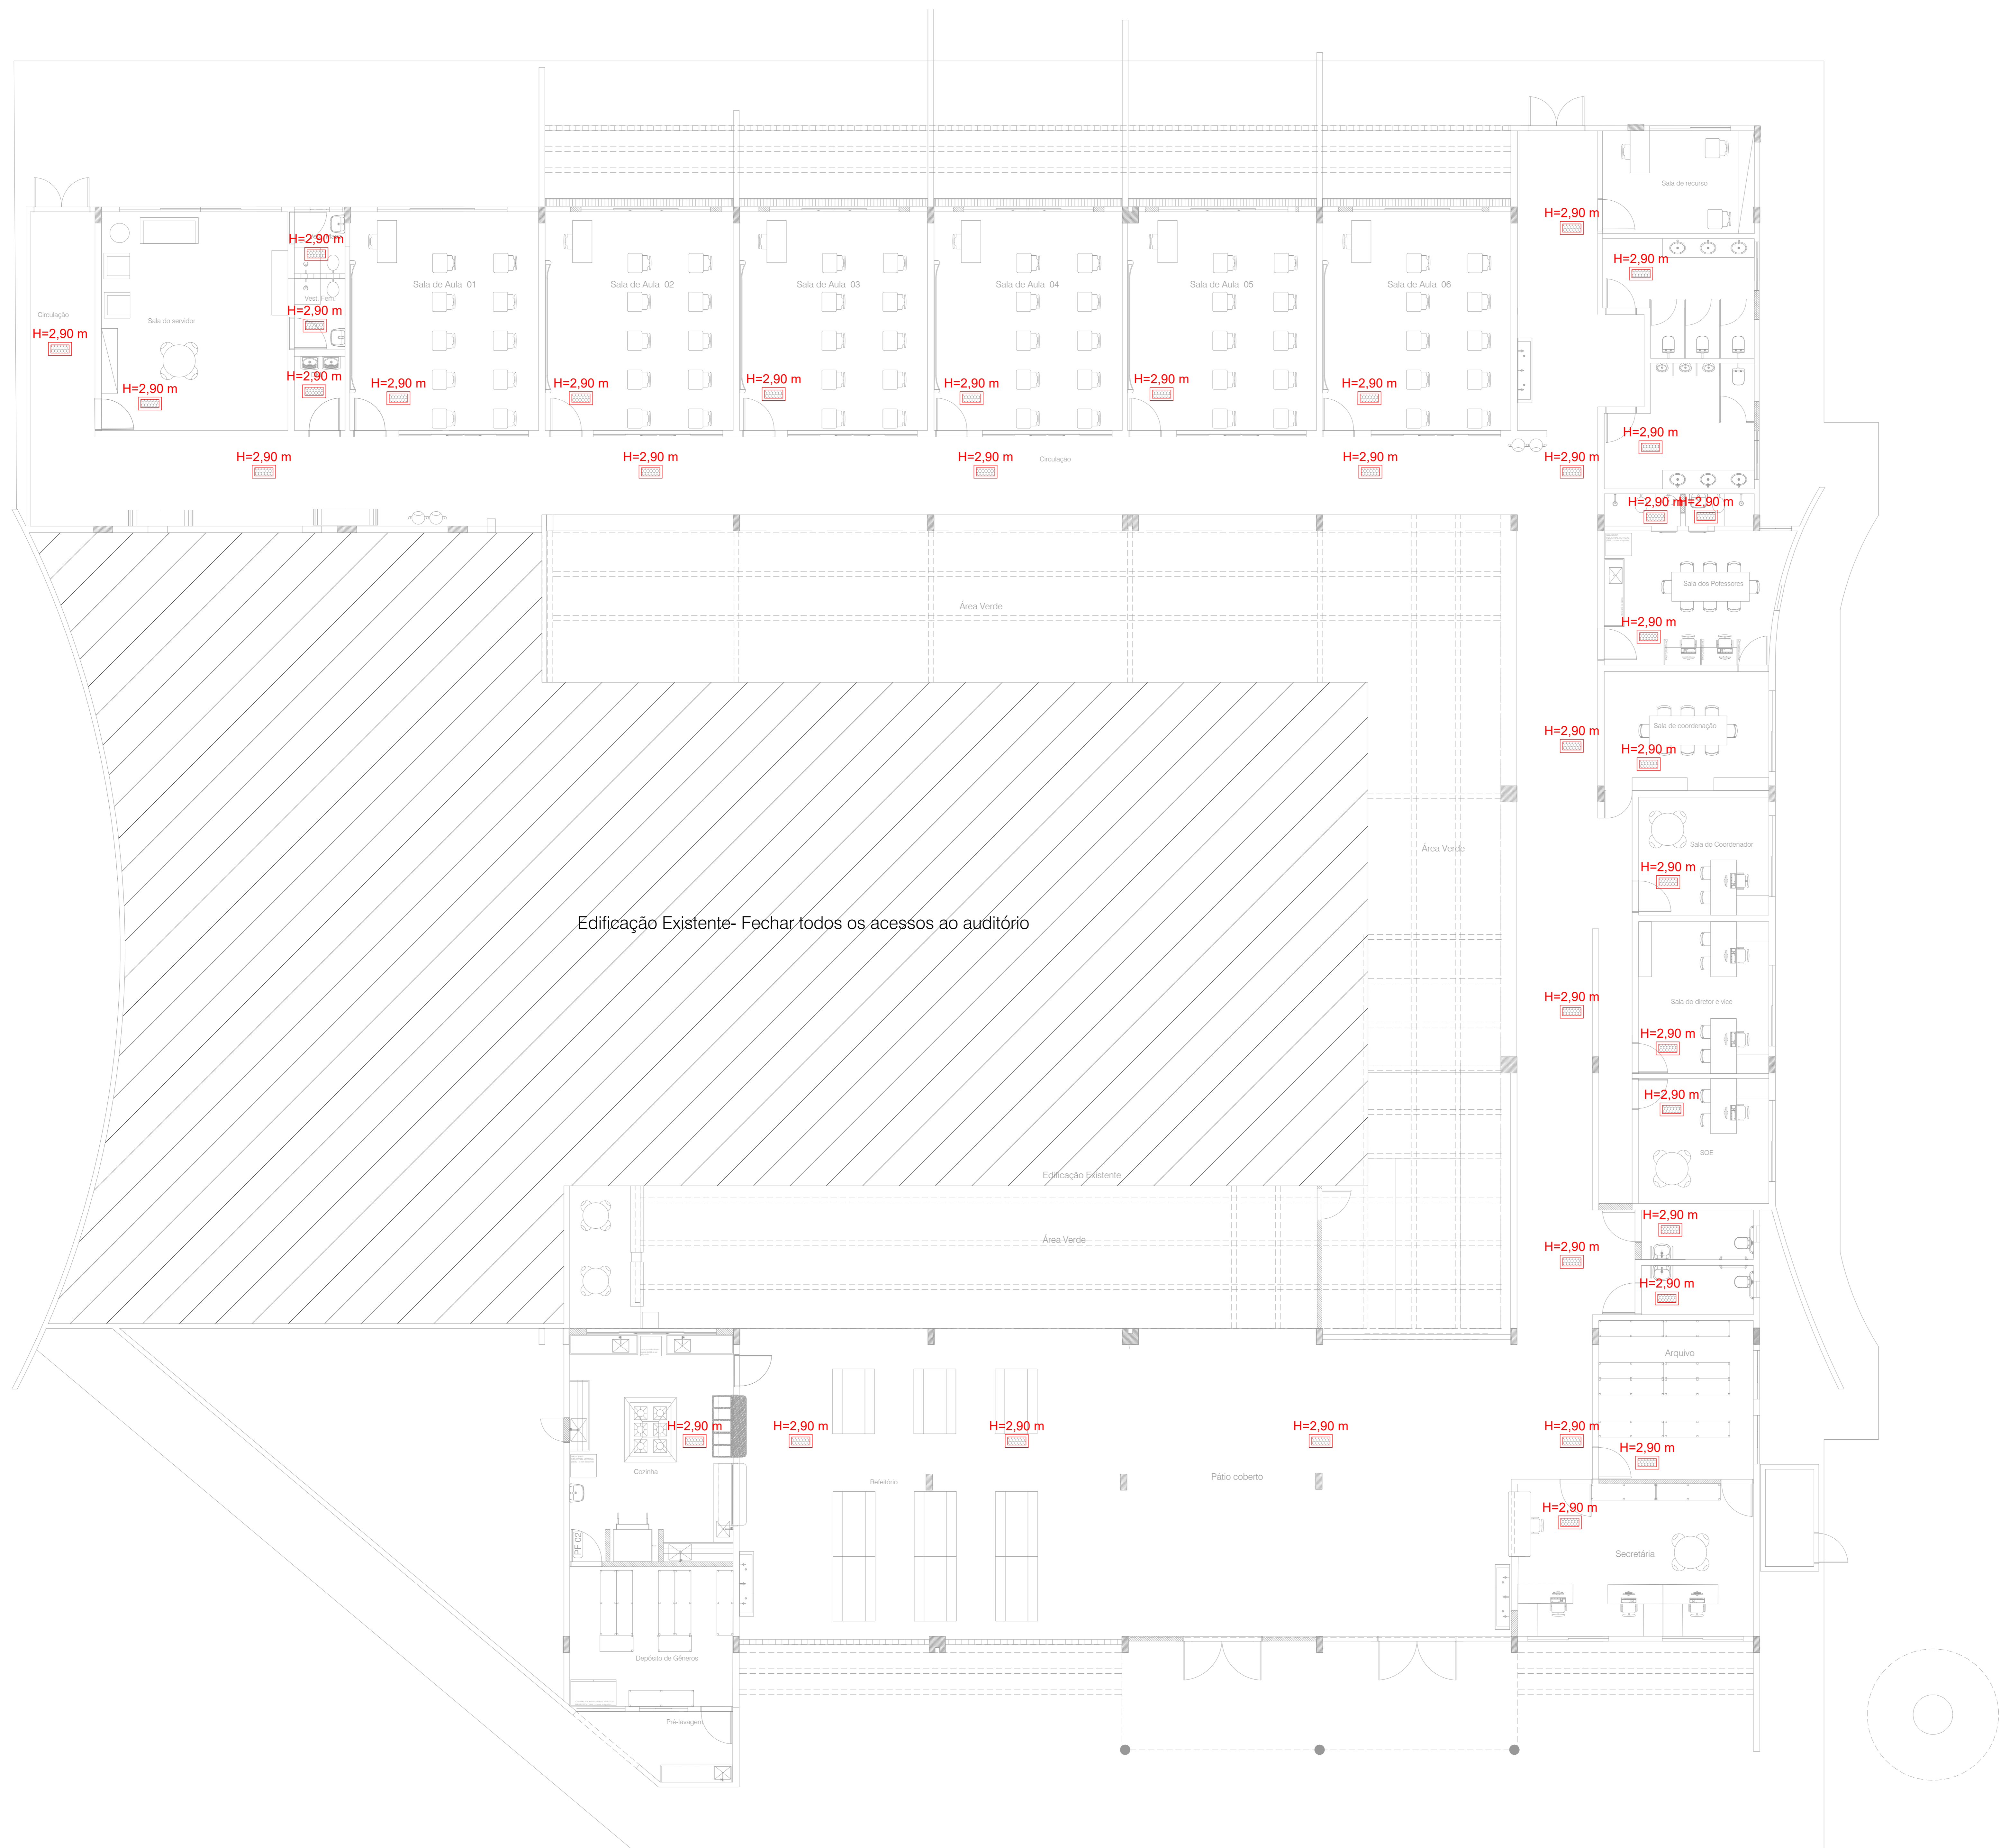 Sala de recurso
H=2,90 m
H=2,90 m
H=2,90 m
Sala de Aula 01
Sala de Aula 02
Sala de Aula 03
Sala de Aula 04
Sala de Aula 05
Sala de Aula 06
Vest. Fem.
H=2,90 m
Circulação
Sala do servidor
H=2,90 m
H=2,90 m
H=2,90 m
H=2,90 m
H=2,90 m
H=2,90 m
H=2,90 m
H=2,90 m
H=2,90 m
H=2,90 m
H=2,90 m
H=2,90 m
H=2,90 m
H=2,90 m
Circulação
H=2,90 m
H=2,90 m
H=2,90 m
H=2,90 m
Sala dos Pofessores
Área Verde
H=2,90 m
Sala de coordenação
H=2,90 m
H=2,90 m
Sala do Coordenador
Área Verde
H=2,90 m
Edificação Existente- Fechar todos os acessos ao auditório
H=2,90 m
Sala do diretor e vice
H=2,90 m
H=2,90 m
SOE
Edificação Existente
H=2,90 m
Área Verde
H=2,90 m
H=2,90 m
Arquivo
H=2,90 m
H=2,90 m
H=2,90 m
H=2,90 m
H=2,90 m
H=2,90 m
Cozinha
Refeitório
Pátio coberto
H=2,90 m
PF 02
Secretária
Depósito de Gêneros
Pré-lavagem